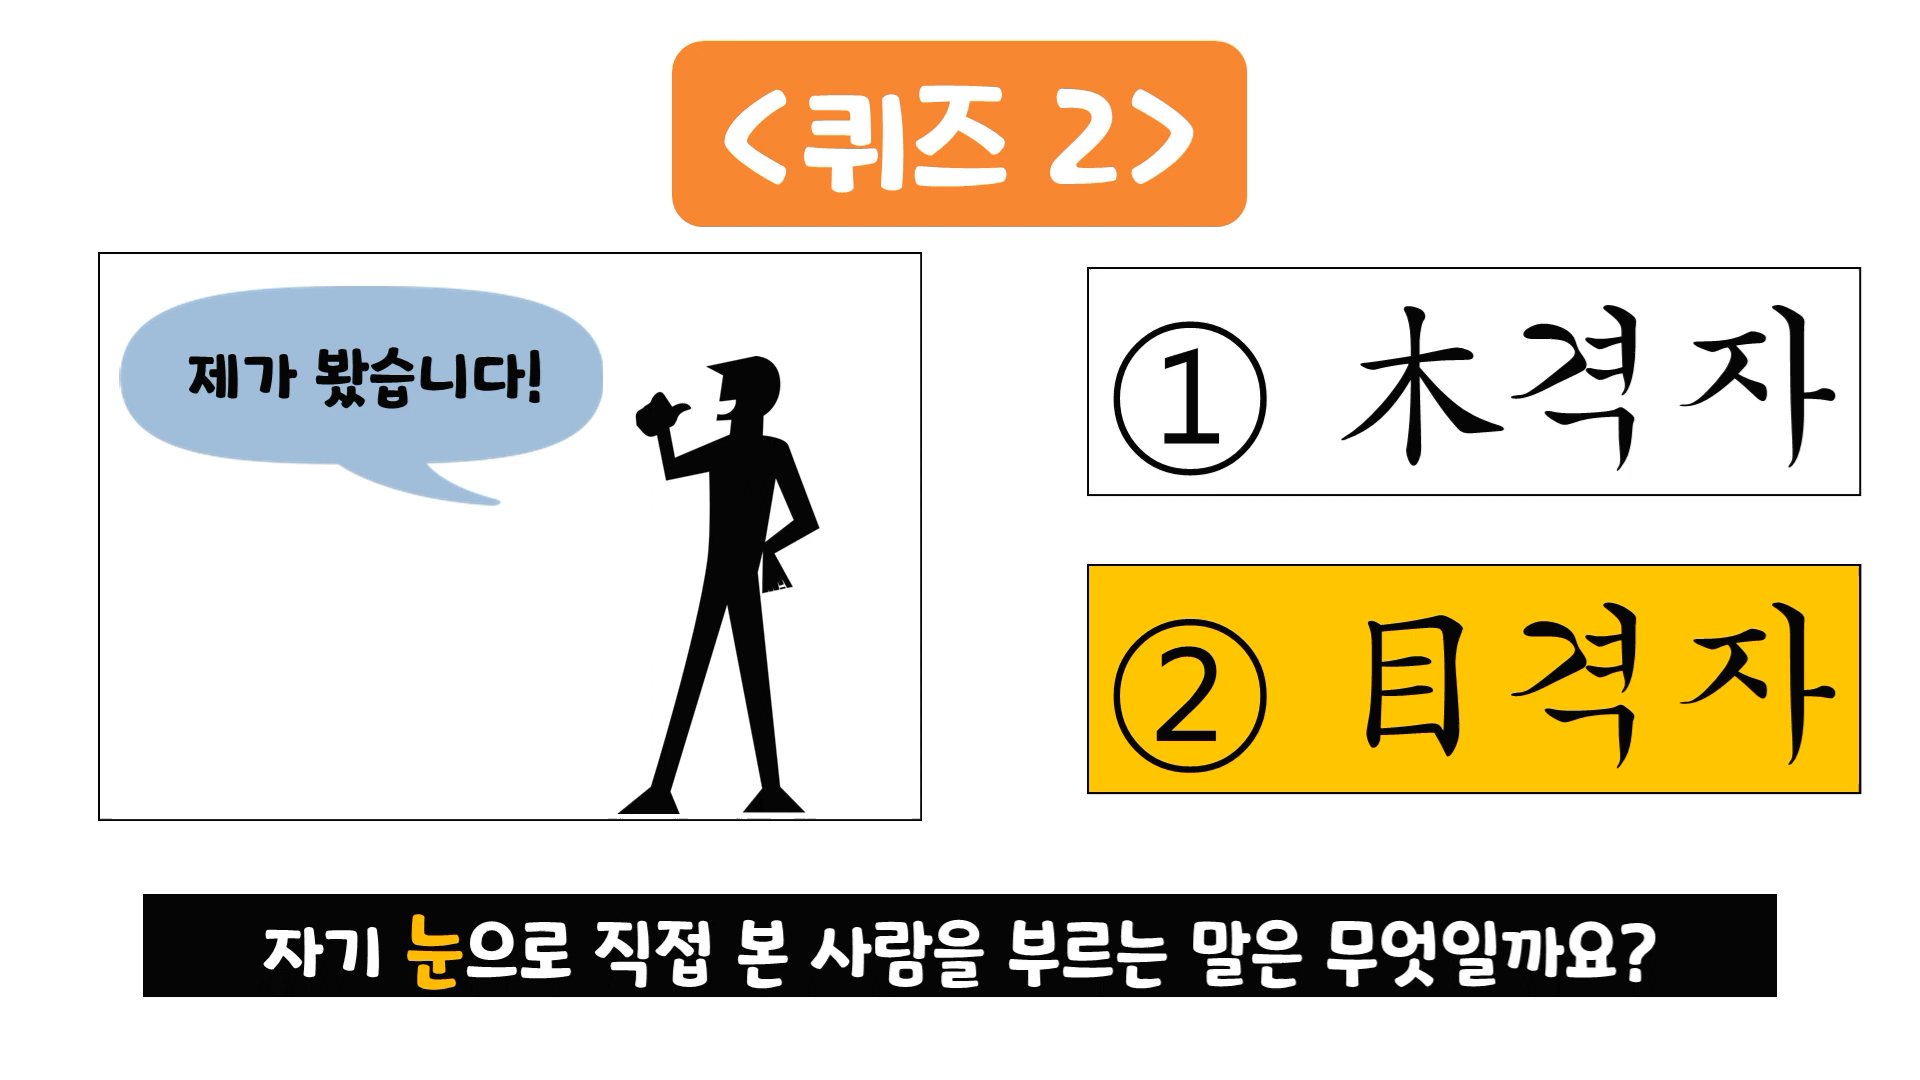 <퀴즈 2>
제가 봤습니다!
① 木격자
② 目격자
자기 눈으로 직접 본 사람을 부르는 말은 무엇일까요?